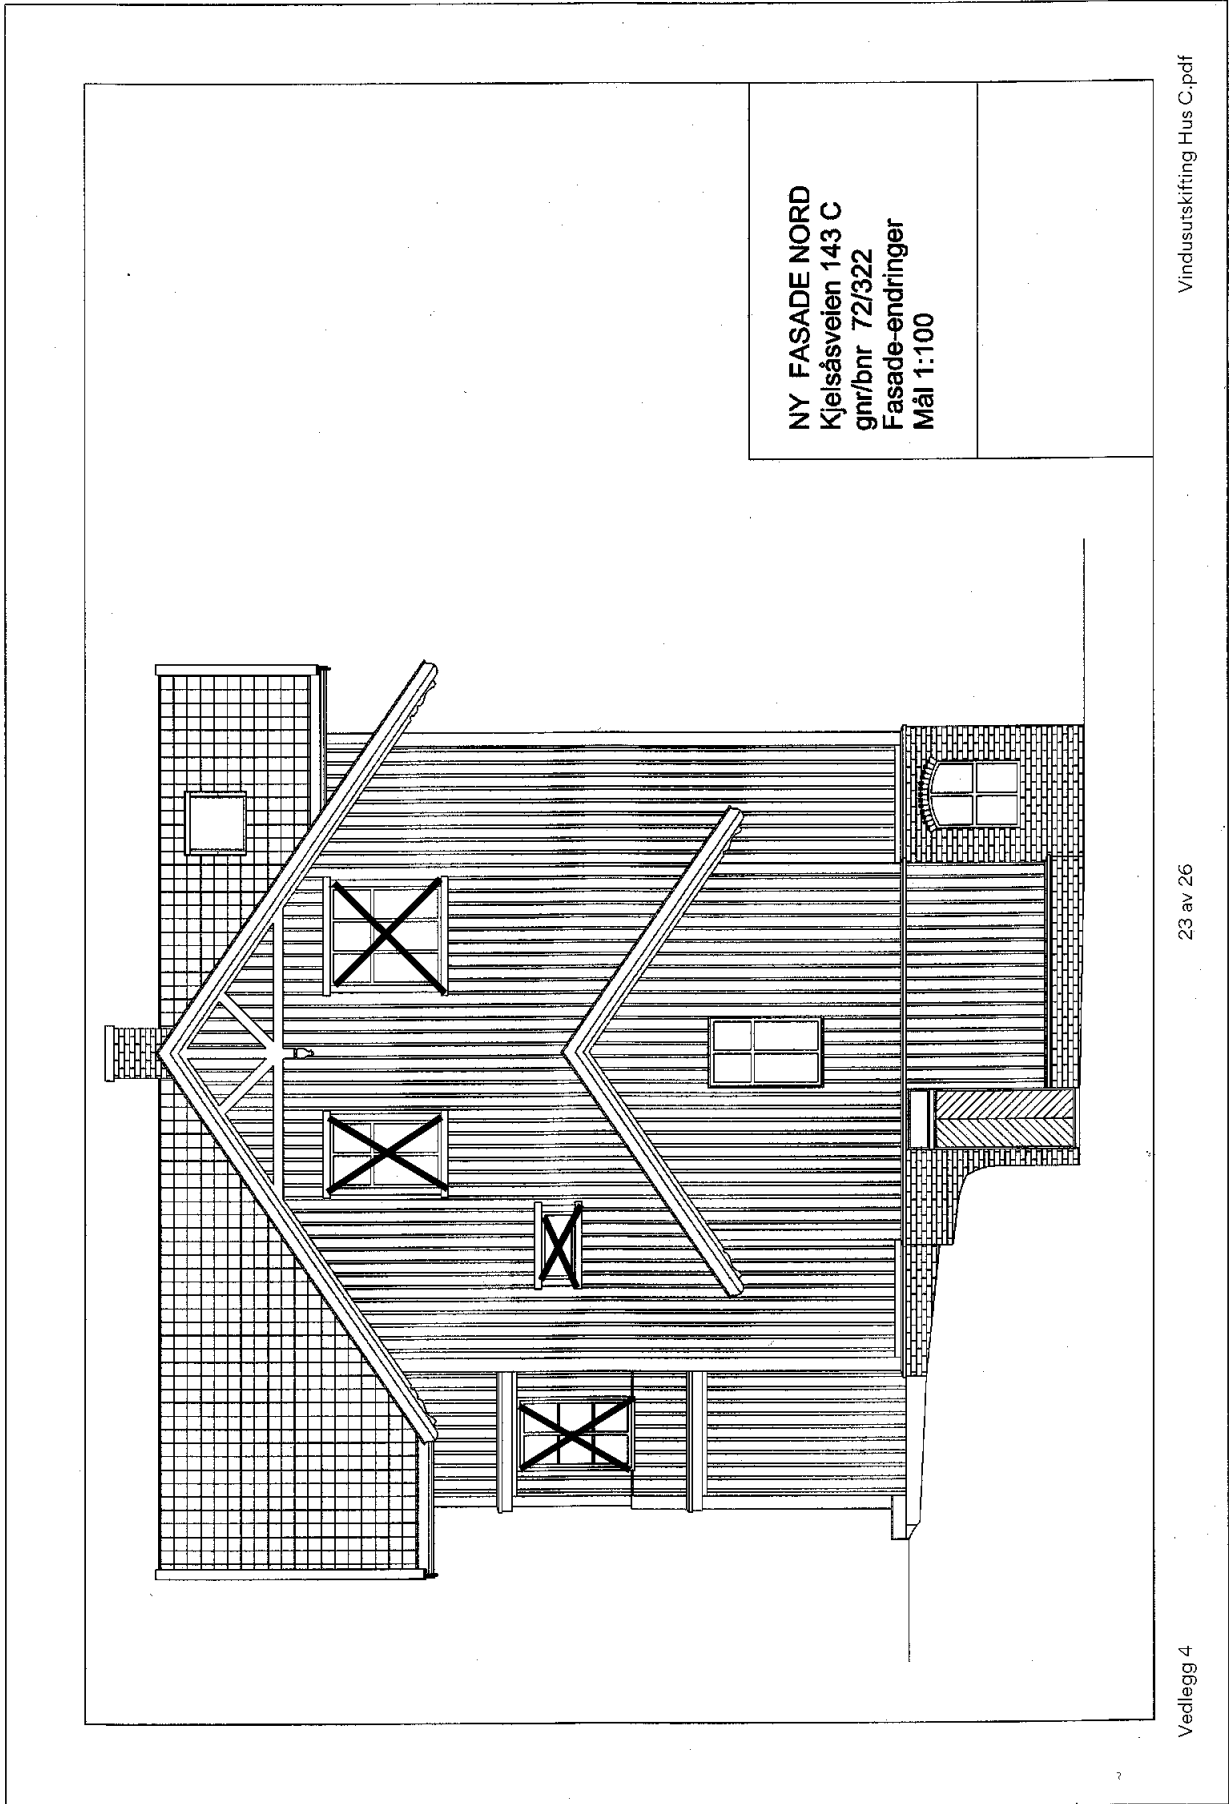 NY FASADE NORD
Kjelsåsveien 143 C
gnr/bnr 72/322
Fasade-endringer
Mål 1:100
Vedlegg 4
23 av 26
Vindusutskifting Hus C.pdf